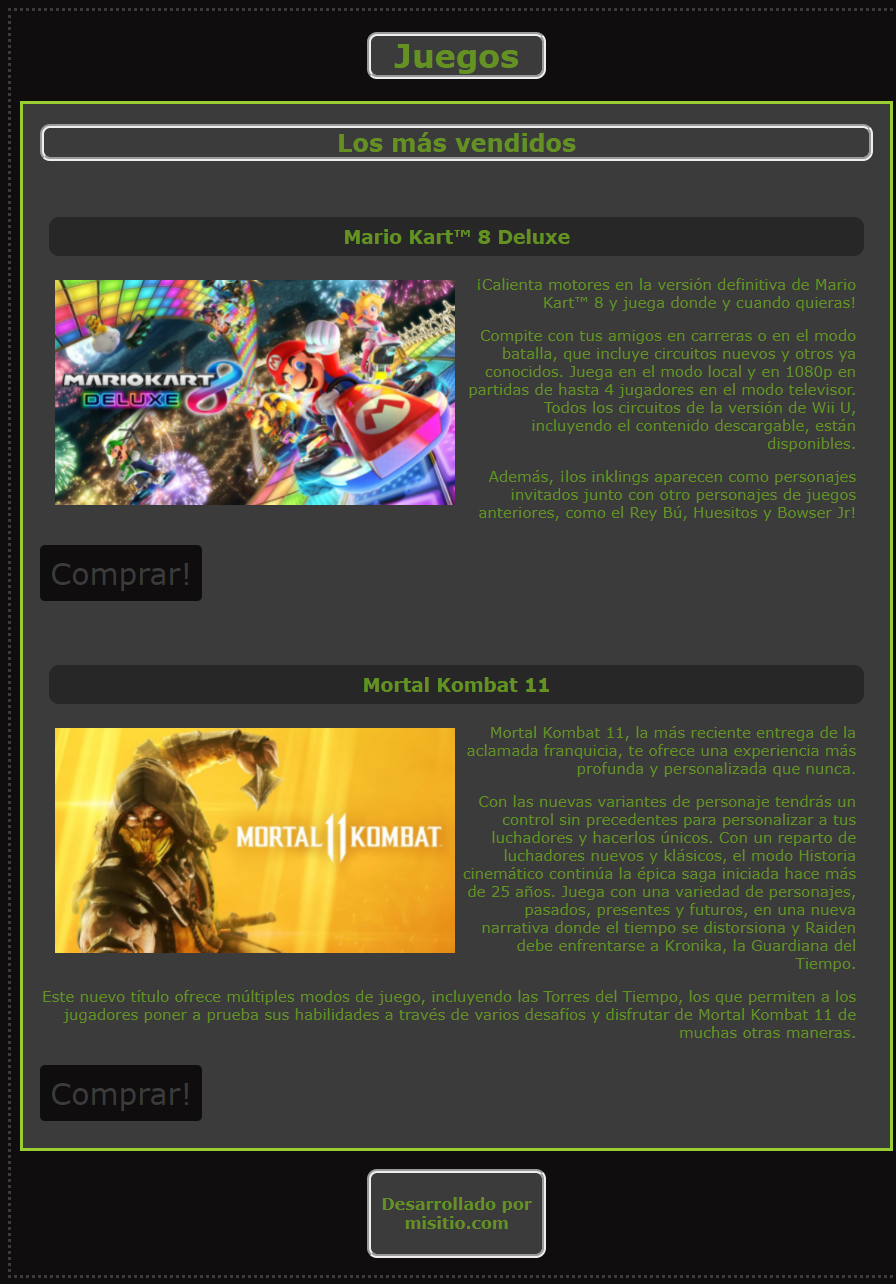 Juegos
Los más vendidos
Mario Kart™ 8 Deluxe
MARIOKART 8
DELUXE
¡Calienta motores en la versión definitiva de Mario
Kart™ 8 y juega donde y cuando quieras!
Compite con tus amigos en carreras o en el modo
batalla, que incluye circuitos nuevos y otros ya
conocidos. Juega en el modo local y en 1080p en
partidas de hasta 4 jugadores en el modo televisor.
Todos los circuitos de la versión de Wii U,
incluyendo el contenido descargable, están
disponibles.
Además, ¡los inklings aparecen como personajes
invitados junto con otro personajes de juegos
anteriores, como el Rey Bú, Huesitos y Bowser Jr!
Comprar!
Mortal Kombat 11
MORTAL 11 KOMBAT
Mortal Kombat 11, la más reciente entrega de la
aclamada franquicia, te ofrece una experiencia más
profunda y personalizada que nunca.
Con las nuevas variantes de personaje tendrás un
control sin precedentes para personalizar a tus
luchadores y hacerlos únicos. Con un reparto de
luchadores nuevos y klásicos, el modo Historia
cinemático continúa la épica saga iniciada hace más
de 25 años. Juega con una variedad de personajes,
pasados, presentes y futuros, en una nueva
narrativa donde el tiempo se distorsiona y Raiden
debe enfrentarse a Kronika, la Guardiana del
Tiempo.
Este nuevo título ofrece múltiples modos de juego, incluyendo las Torres del Tiempo, los que permiten a los
jugadores poner a prueba sus habilidades a través de varios desafíos y disfrutar de Mortal Kombat 11 de
muchas otras maneras.
Comprar!
Desarrollado por
misitio.com